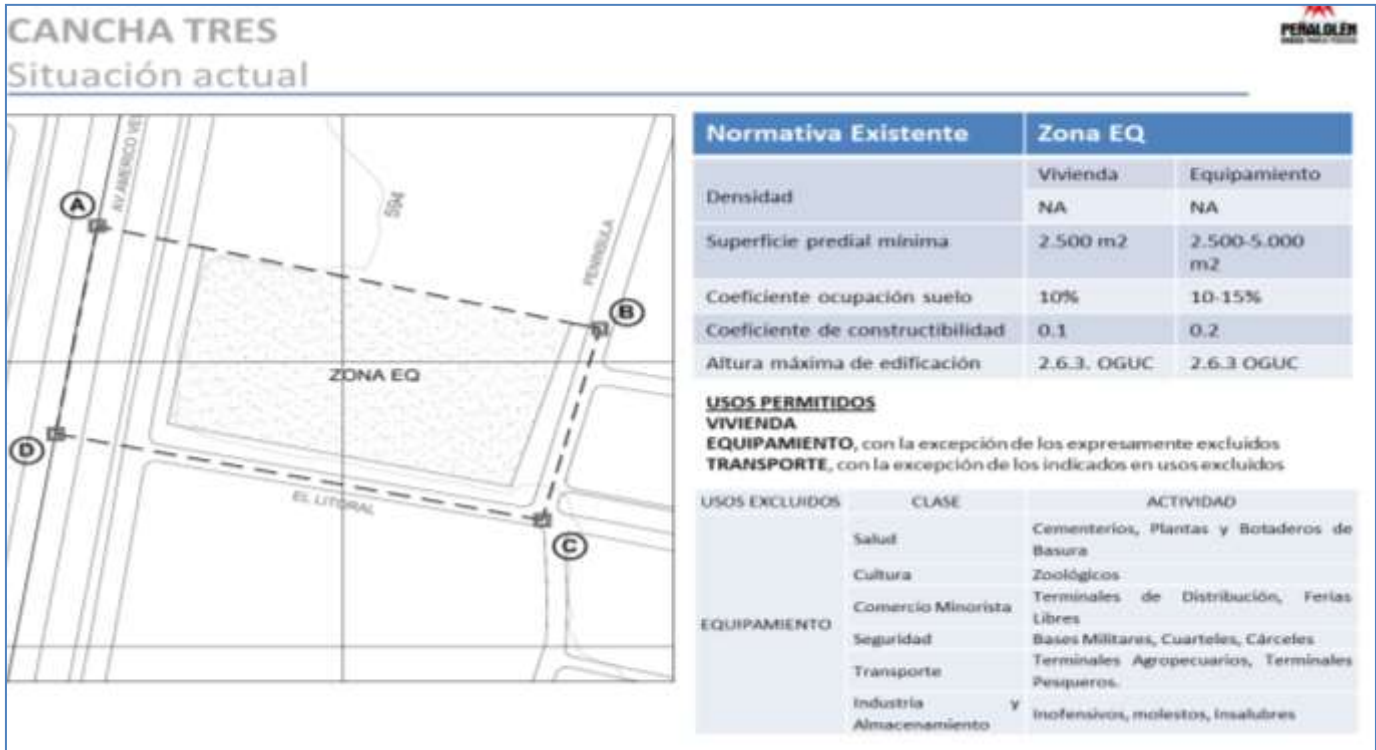 CANCHA TRES
Situación actual
PEÑALOLÉN
AV AMERICO VE
A
594
PENINSULA
B
ZONA EQ
D
EL LITORAL
C
Normativa Existente Zona EQ
Densidad Vivienda Equipamiento
NA NA
Superficie predial mínima 2.500 m2 2.500-5.000
m2
Coeficiente ocupación suelo 10% 10-15%
Coeficiente de constructibilidad 0.1 0.2
Altura máxima de edificación 2.6.3. OGUC 2.6.3 OGUC
USOS PERMITIDOS
VIVIENDA
EQUIPAMIENTO, con la excepción de los expresamente excluidos
TRANSPORTE, con la excepción de los indicados en usos excluidos
USOS EXCLUIDOS CLASE ACTIVIDAD
EQUIPAMIENTO
Salud Cementerios, Plantas y Botaderos de
Basura
Cultura Zoológicos
Comercio Minorista Terminales de Distribución, Ferias
Libres
Seguridad Bases Militares, Cuarteles, Cárceles
Transporte Terminales Agropecuarios, Terminales
Pesqueros.
Industria y
Almacenamiento Inofensivos, molestos, Insalubres